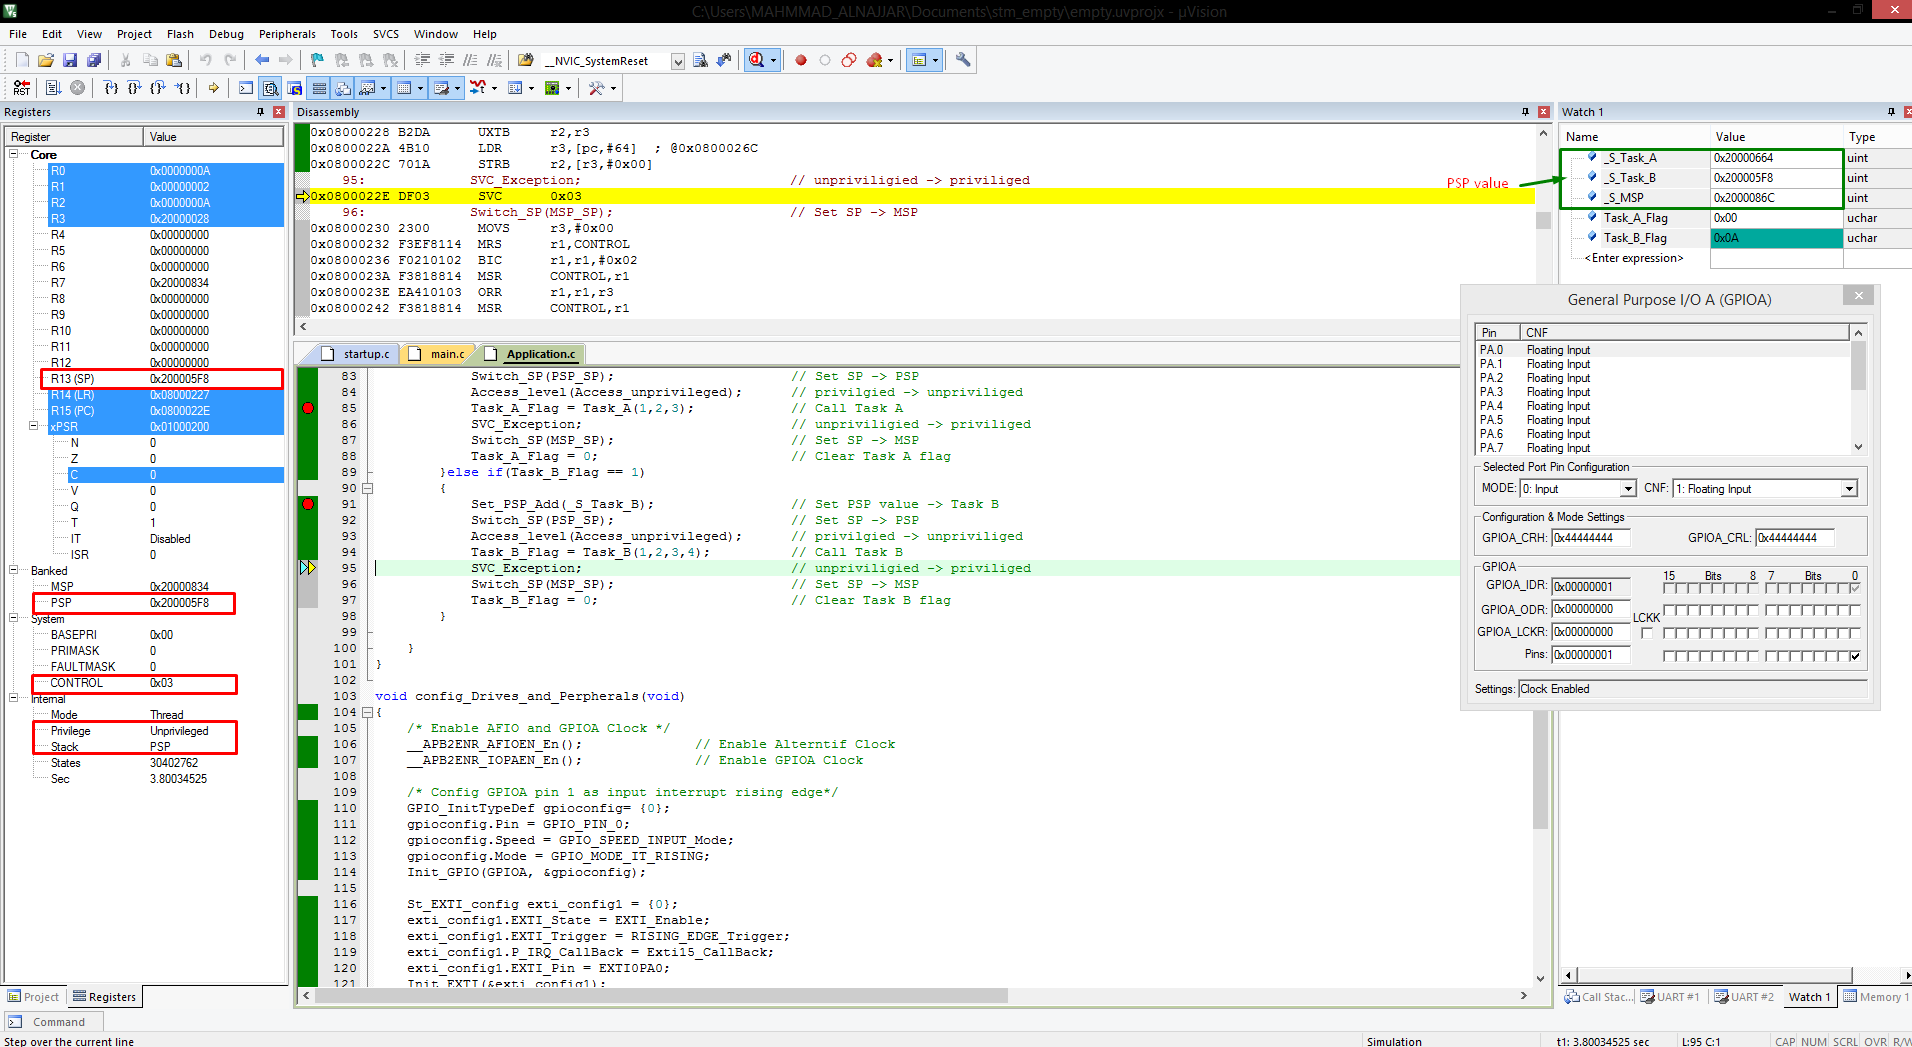 C:\Users\MAHMMAD_ALNAJJAR\Documents\stm_empty\empty.uvprojx - µVision
File Edit View Project Flash Debug Peripherals Tools SVCS Window Help
__NVIC_SystemReset
RST
Registers
Register Value
Core
R0 0x0000000A
R1 0x00000002
R2 0x0000000A
R3 0x20000028
R4 0x00000000
R5 0x00000000
R6 0x00000000
R7 0x20000834
R8 0x00000000
R9 0x00000000
R10 0x00000000
R11 0x00000000
R12 0x00000000
R13 (SP) 0x200005F8
R14 (LR) 0x08000227
R15 (PC) 0x0800022E
xPSR 0x01000200
N 0
Z 0
C 0
V 0
Q 0
T 1
IT Disabled
ISR 0
Banked
MSP 0x20000834
PSP 0x200005F8
System
BASEPRI 0x00
PRIMASK 0
FAULTMASK 0
CONTROL 0x03
Internal
Mode Thread
Privilege Unprivileged
Stack PSP
States 30402762
Sec 3.80034525
Project Registers
Disassembly
0x08000228 B2DA UXTB r2,r3
0x0800022A 4B10 LDR r3,[pc,#64] ; @0x0800026C
0x0800022C 701A STRB r2,[r3,#0x00]
95: SVC_Exception; // unpriviligied -> priviliged
0x0800022E DF03 SVC 0x03
96: Switch_SP(MSP_SP); // Set SP -> MSP
0x08000230 2300 MOVS r3,#0x00
0x08000232 F3EF8114 MRS r1,CONTROL
0x08000236 F0210102 BIC r1,r1,#0x02
0x0800023A F3818814 MSR CONTROL,r1
0x0800023E EA410103 ORR r1,r1,r3
0x08000242 F3818814 MSR CONTROL,r1
startup.c main.c Application.c
83 Switch_SP(PSP_SP); // Set SP -> PSP
84 Access_level(Access_unprivileged); // privilgied -> unpriviliged
85 Task_A_Flag = Task_A(1,2,3); // Call Task A
86 SVC_Exception; // unpriviligied -> priviliged
87 Switch_SP(MSP_SP); // Set SP -> MSP
88 Task_A_Flag = 0; // Clear Task A flag
89 }else if(Task_B_Flag == 1)
90 {
91 Set_PSP_Add(_S_Task_B); // Set PSP value -> Task B
92 Switch_SP(PSP_SP); // Set SP -> PSP
93 Access_level(Access_unprivileged); // privilgied -> unpriviliged
94 Task_B_Flag = Task_B(1,2,3,4); // Call Task B
95 SVC_Exception; // unpriviligied -> priviliged
96 Switch_SP(MSP_SP); // Set SP -> MSP
97 Task_B_Flag = 0; // Clear Task B flag
98 }
99
100 }
101 }
102
103 void config_Drives_and_Perpherals(void)
104 {
105 /* Enable AFIO and GPIOA Clock */
106 __APB2ENR_AFIOEN_En(); // Enable Alterntif Clock
107 __APB2ENR_IOPAEN_En(); // Enable GPIOA Clock
108
109 /* Config GPIOA pin 1 as input interrupt rising edge*/
110 GPIO_InitTypeDef gpioconfig= {0};
111 gpioconfig.Pin = GPIO_PIN_0;
112 gpioconfig.Speed = GPIO_SPEED_INPUT_Mode;
113 gpioconfig.Mode = GPIO_MODE_IT_RISING;
114 Init_GPIO(GPIOA, &gpioconfig);
115
116 St_EXTI_config exti_config1 = {0};
117 exti_config1.EXTI_State = EXTI_Enable;
118 exti_config1.EXTI_Trigger = RISING_EDGE_Trigger;
119 exti_config1.P_IRQ_CallBack = Exti15_CallBack;
120 exti_config1.EXTI_Pin = EXTI0PA0;
121 Init_EXTI(&exti_config1);
Watch 1
Name Value Type
_S_Task_A 0x20000664 uint
_S_Task_B 0x200005F8 uint
_S_MSP 0x2000086C uint
Task_A_Flag 0x00 uchar
Task_B_Flag 0x0A uchar
<Enter expression>
PSP value
General Purpose I/O A (GPIOA)
Pin CNF
PA.0 Floating Input
PA.1 Floating Input
PA.2 Floating Input
PA.3 Floating Input
PA.4 Floating Input
PA.5 Floating Input
PA.6 Floating Input
PA.7 Floating Input
Selected Port Pin Configuration
MODE: 0: Input CNF: 1: Floating Input
Configuration & Mode Settings
GPIOA_CRH: 0x44444444 GPIOA_CRL: 0x44444444
GPIOA
15 Bits 8 7 Bits 0
GPIOA_IDR: 0x00000001
GPIOA_ODR: 0x00000000
LCKK
GPIOA_LCKR: 0x00000000
Pins: 0x00000001
Settings: Clock Enabled
Call Stac... UART #1 UART #2 Watch 1 Memory 1
Command
Step over the current line Simulation t1: 3.80034525 sec L:95 C:1 CAP NUM SCRL OVR R/W